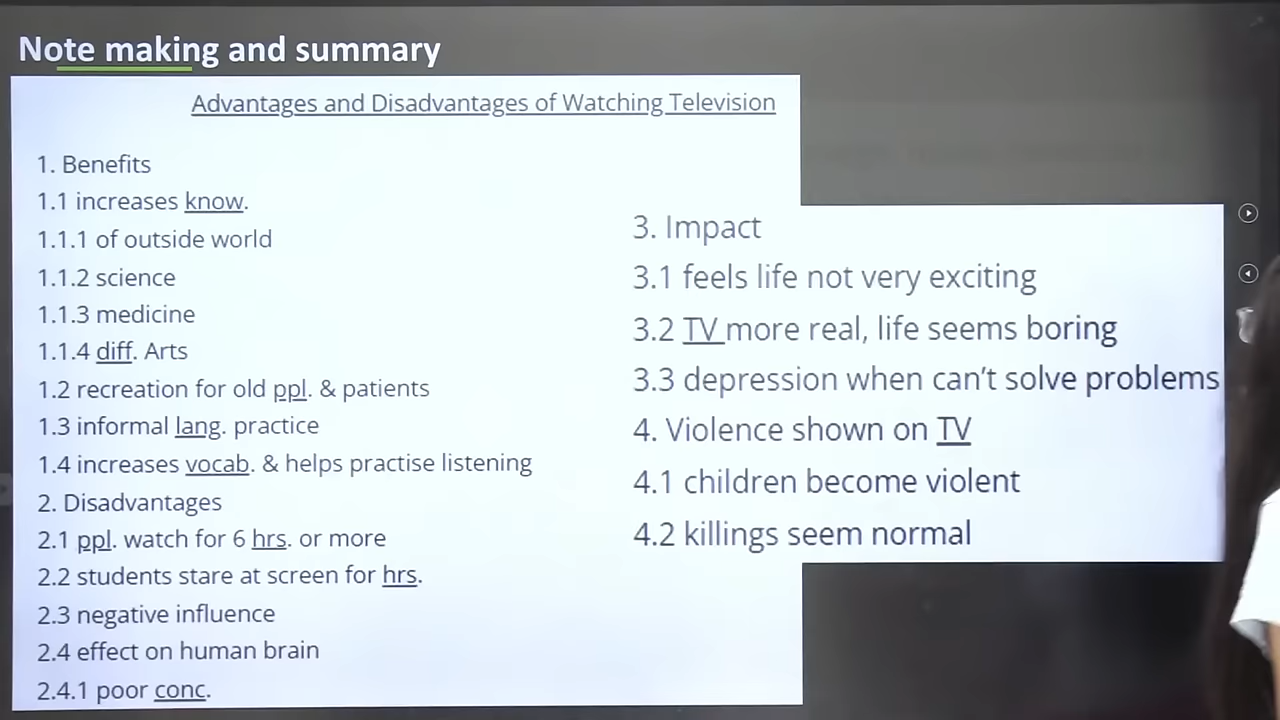 Note making and summary
Advantages and Disadvantages of Watching Television
1. Benefits
1.1 increases know.
1.1.1 of outside world
1.1.2 science
1.1.3 medicine
1.1.4 diff. Arts
1.2 recreation for old ppl. & patients
1.3 informal lang. practice
1.4 increases vocab. & helps practise listening
2. Disadvantages
2.1 ppl. watch for 6 hrs. or more
2.2 students stare at screen for hrs.
2.3 negative influence
2.4 effect on human brain
2.4.1 poor conc.
3. Impact
3.1 feels life not very exciting
3.2 TV more real, life seems boring
3.3 depression when can't solve problems
4. Violence shown on TV
4.1 children become violent
4.2 killings seem normal